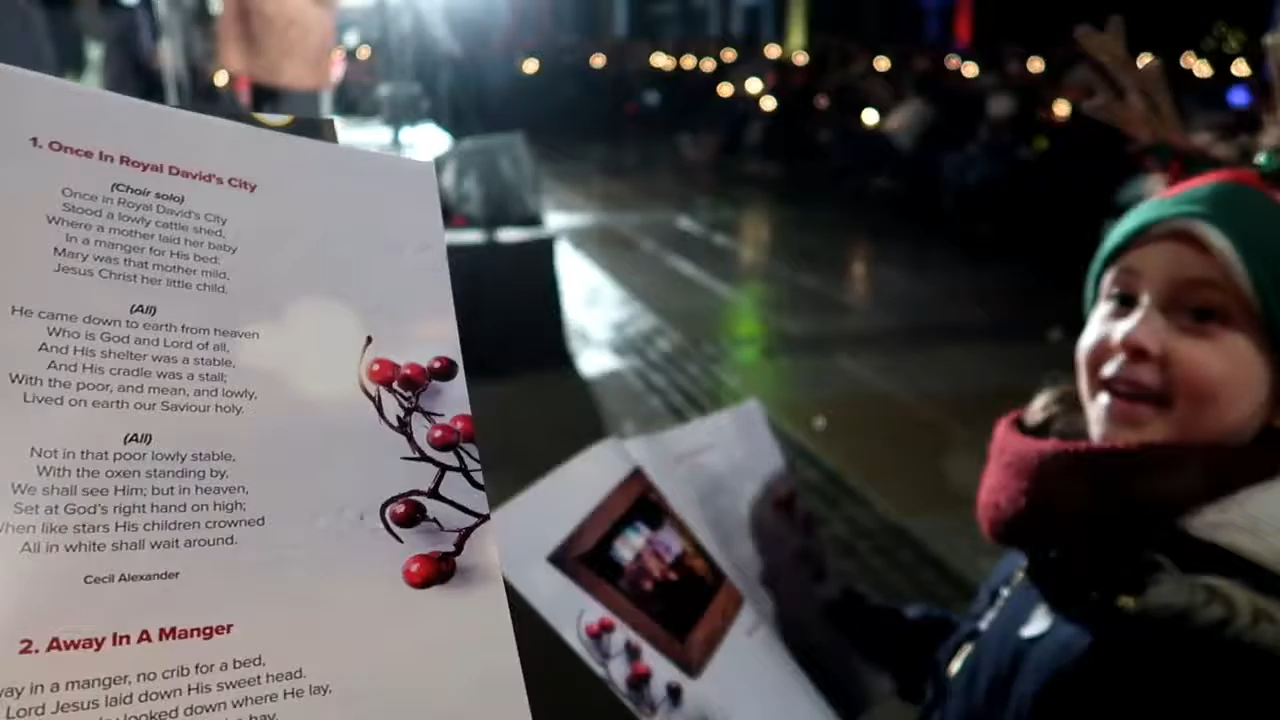 1. Once In Royal David's City
(Choir solo)
Once in Royal David's City
Stood a lowly cattle shed,
Where a mother laid her baby
In a manger for His bed:
Mary was that mother mild,
Jesus Christ her little child.
(All)
He came down to earth from heaven
Who is God and Lord of all,
And His shelter was a stable,
And His cradle was a stall;
With the poor, and mean, and lowly,
Lived on earth our Saviour holy.
(All)
Not in that poor lowly stable,
With the oxen standing by,
We shall see Him; but in heaven,
Set at God's right hand on high;
When like stars His children crowned
All in white shall wait around.
Cecil Alexander
2. Away In A Manger
in a manger, no crib for a bed,
Lord Jesus laid down His sweet head.
looked down where He lay,
hay.